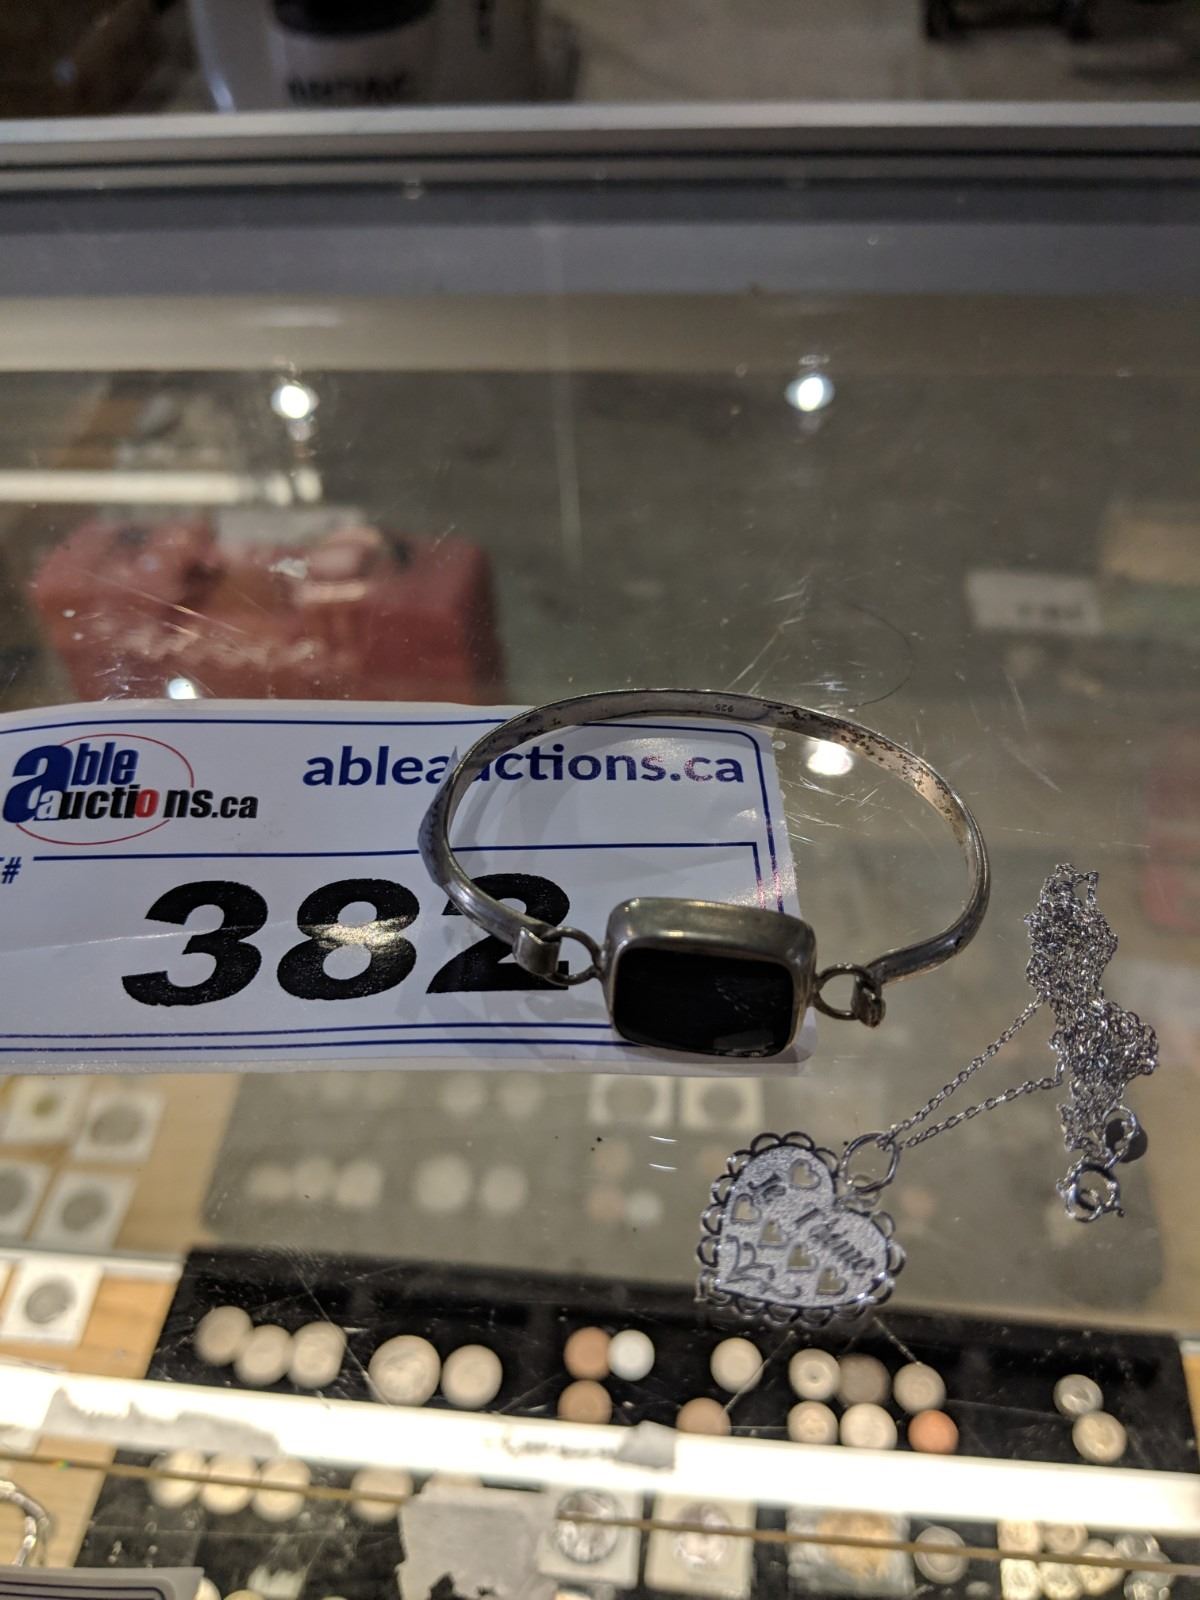 able
auctions.ca
ableauctions.ca
#
382
925
Je
t'aime